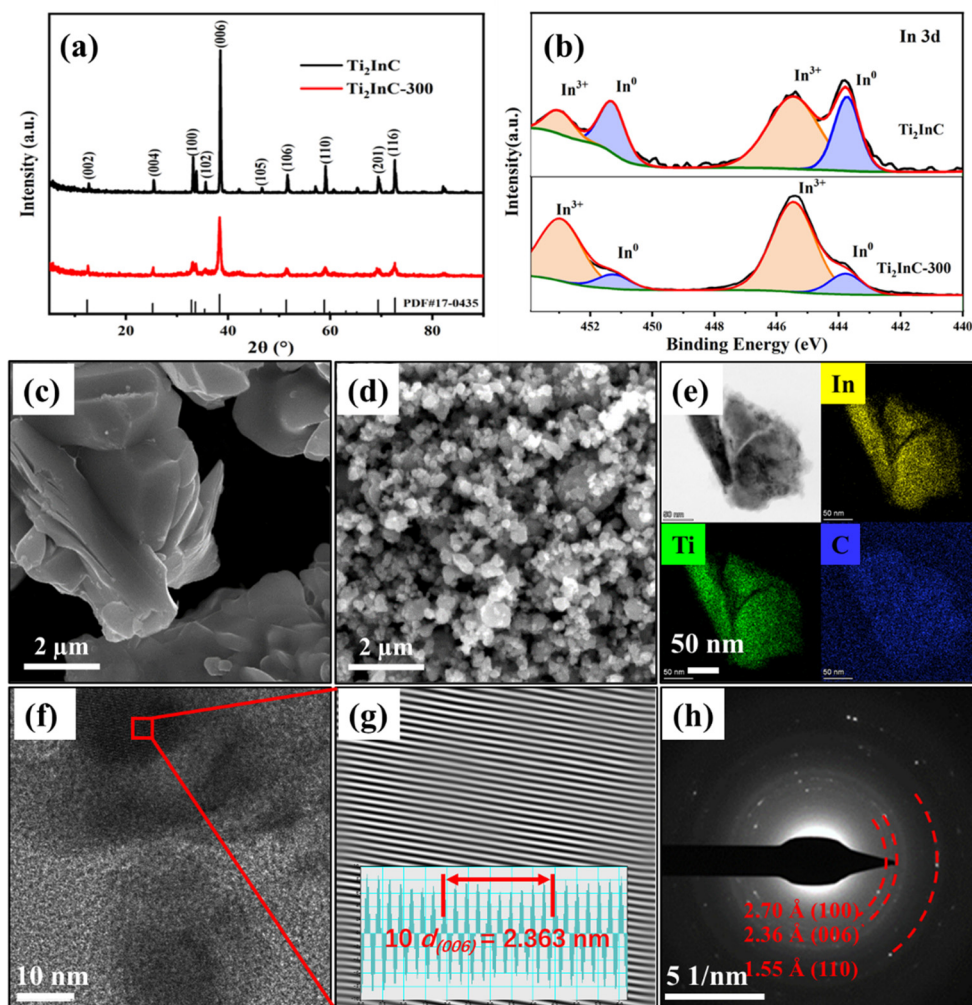 (a)
Intensity (a.u.)
2θ (°)
20
40
60
80
Ti₂InC
Ti₂InC-300
(002)
(004)
(100)
(102)
(006)
(105)
(106)
(110)
(201)
(116)
PDF#17-0435
(b)
In 3d
Intensity(a.u.)
In³⁺
In⁰
In³⁺
In⁰
Ti₂InC
In³⁺
In⁰
In³⁺
In⁰
Ti₂InC-300
452
450
448
446
444
442
440
Binding Energy (eV)
(c)
2 μm
(d)
2 μm
(e)
50 nm
In
50 nm
Ti
50 nm
50 nm
C
50 nm
(f)
10 nm
(g)
10 d(006) = 2.363 nm
(h)
2.70 Å (100)
2.36 Å (006)
1.55 Å (110)
5 1/nm